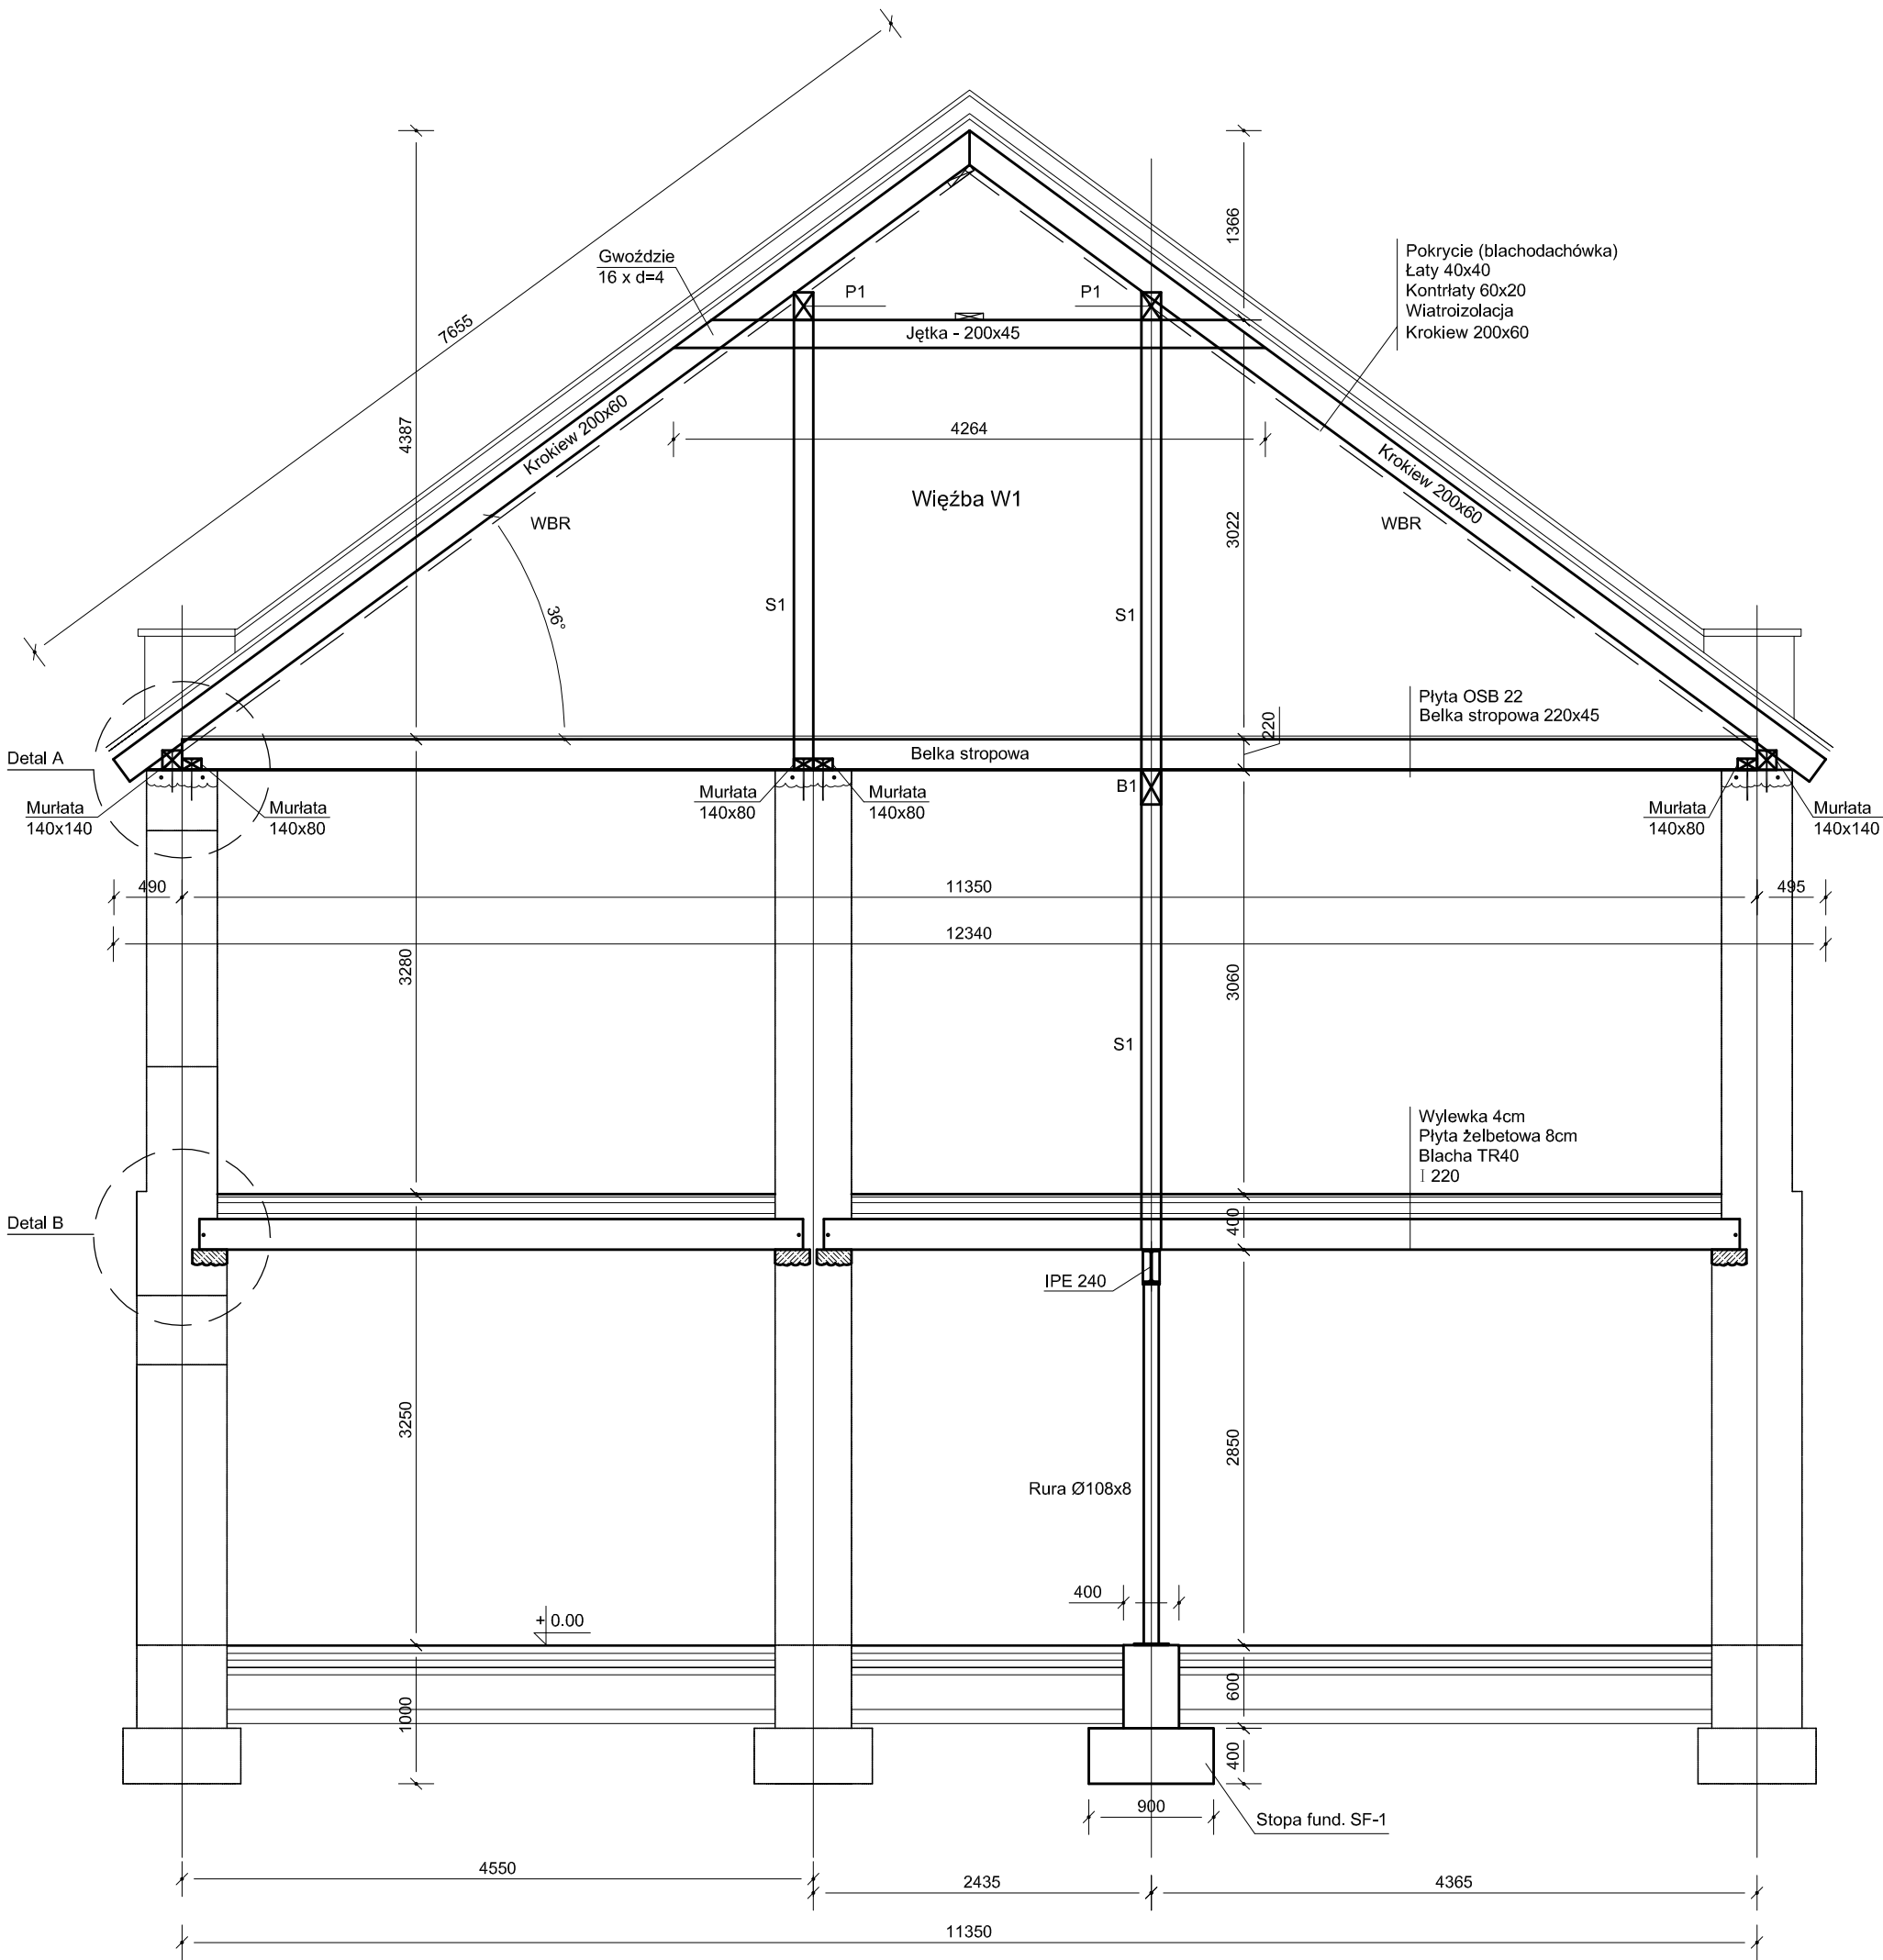 7655
4387
1366
Gwoździe
16 x d=4
P1
P1
Jętka - 200x45
Pokrycie (blachodachówka)
Łaty 40x40
Kontrłaty 60x20
Wiatroizolacja
Krokiew 200x60
4264
Krokiew 200x60
Krokiew 200x60
Więźba W1
WBR
WBR
3022
36°
S1
S1
Płyta OSB 22
Belka stropowa 220x45
220
Belka stropowa
Detal A
B1
Murłata
140x140
Murłata
140x80
Murłata
140x80
Murłata
140x80
Murłata
140x80
Murłata
140x140
490
11350
495
12340
3280
3060
S1
Wylewka 4cm
Płyta żelbetowa 8cm
Blacha TR40
I 220
Detal B
400
IPE 240
3250
2850
Rura Ø108x8
400
+ 0.00
1000
600
400
900
Stopa fund. SF-1
4550
2435
4365
11350